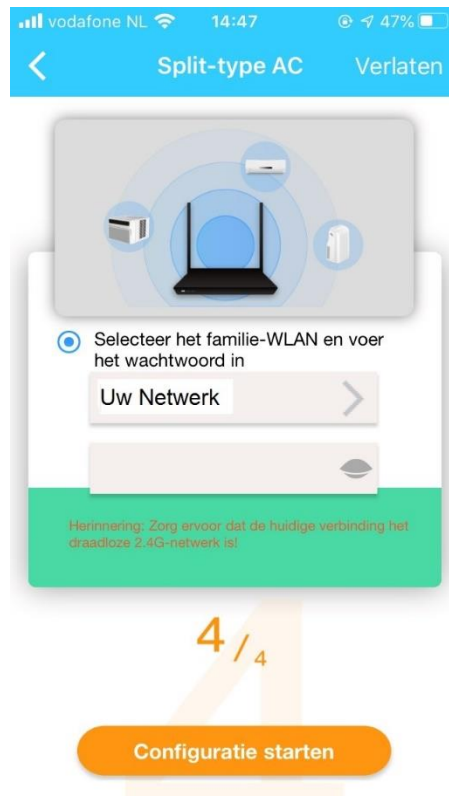 vodafone NL 14:47 47%
Split-type AC Verlaten
Selecteer het familie-WLAN en voer
het wachtwoord in
Uw Netwerk
Herinnering: Zorg ervoor dat de huidige verbinding het
draadloze 2.4G-netwerk is!
4/4
Configuratie starten